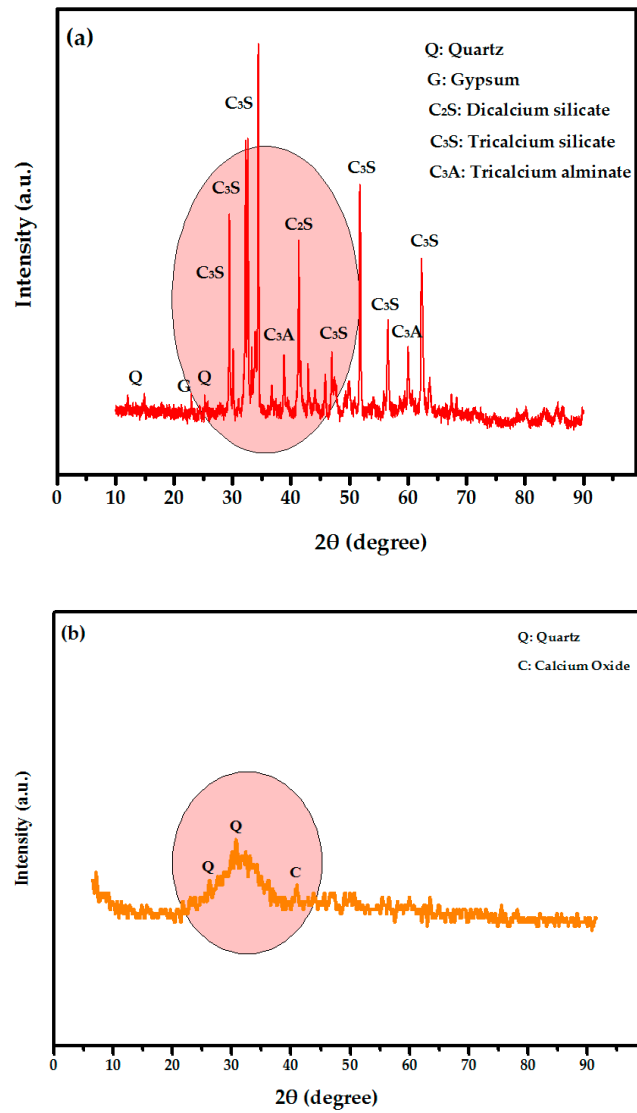 (a)
Q: Quartz
G: Gypsum
C₂S: Dicalcium silicate
C₃S: Tricalcium silicate
C₃A: Tricalcium alminate
C₃S
C₃S
C₃S
C₂S
C₃S
C₃S
C₃A
C₃S
C₃S
C₃A
Q
G
Q
Intensity (a.u.)
0 10 20 30 40 50 60 70 80 90
2θ (degree)
(b)
Q: Quartz
C: Calcium Oxide
Q
Q
C
Intensity (a.u.)
0 10 20 30 40 50 60 70 80 90
2θ (degree)